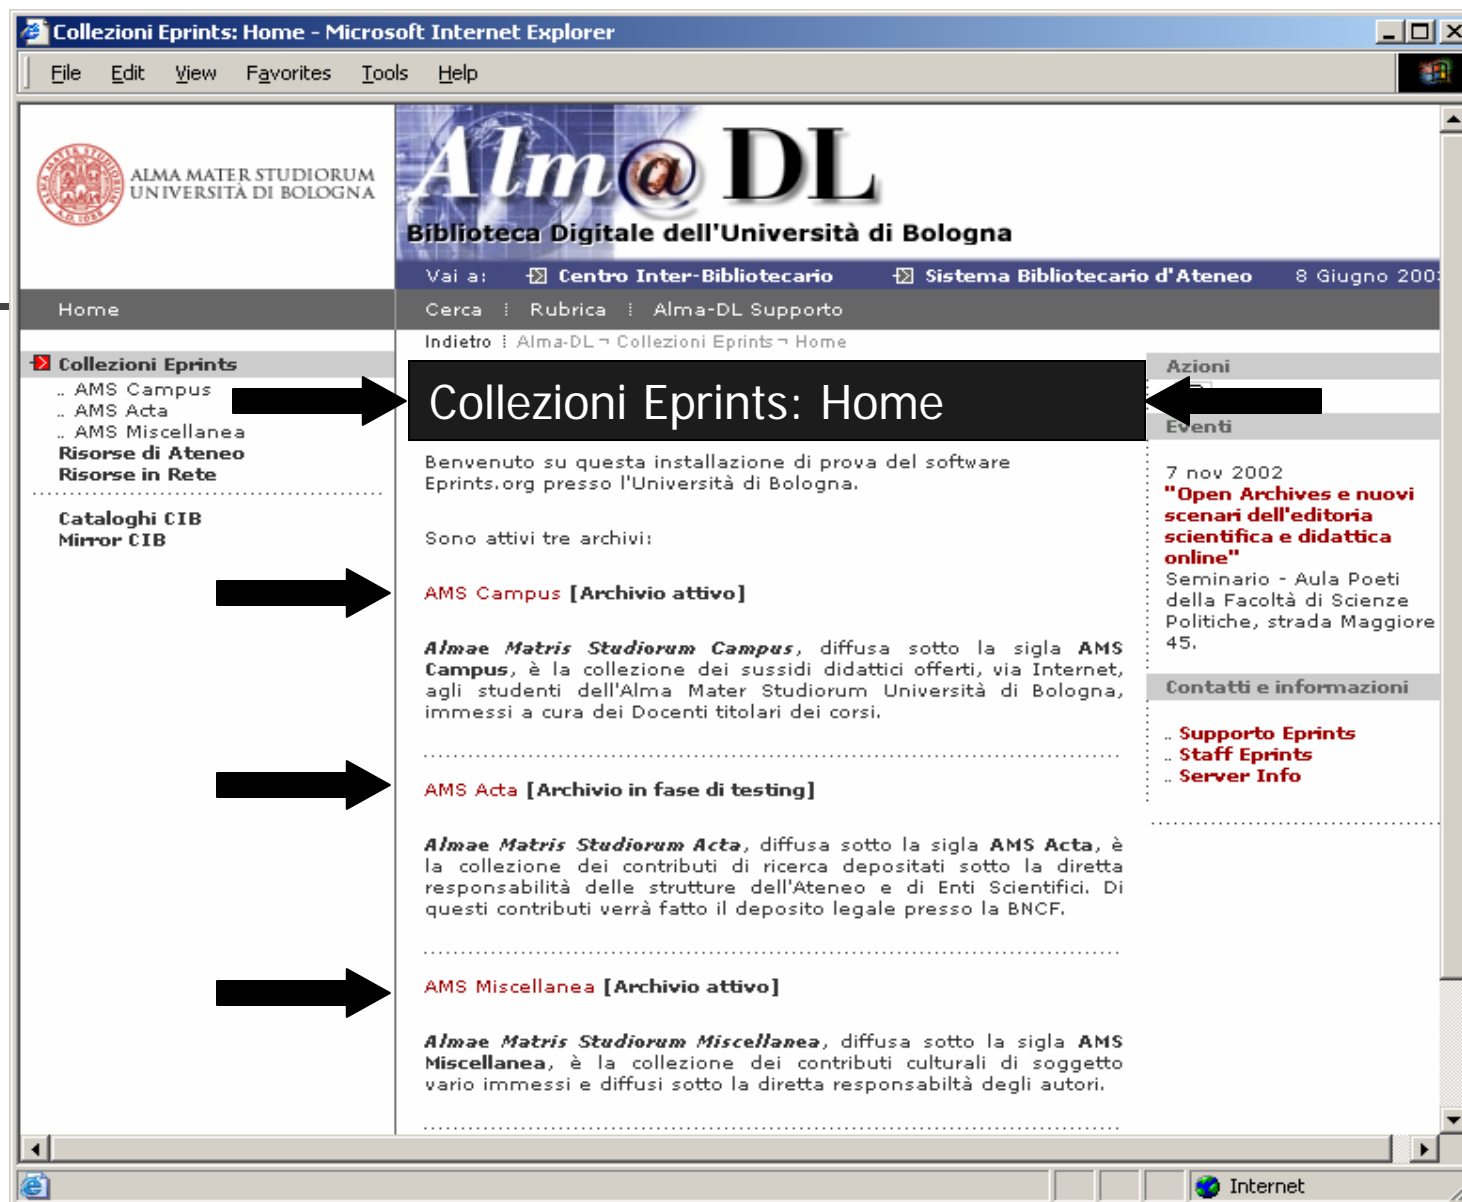 Collezioni Eprints: Home - Microsoft Internet Explorer
File Edit View Favorites Tools Help
ALMA MATER STUDIORUM
UNIVERSITÀ DI BOLOGNA
Alm@ DL
Biblioteca Digitale dell'Università di Bologna
Vai a: Centro Inter-Bibliotecario Sistema Bibliotecario d'Ateneo 8 Giugno
Home
Cerca Rubrica Alma-DL Supporto
Indietro Alma-DL ¬ Collezioni Eprints ¬ Home
Collezioni Eprints
.. AMS Campus
.. AMS Acta
.. AMS Miscellanea
Risorse di Ateneo
Risorse in Rete
Cataloghi CIB
Mirror CIB
Collezioni Eprints: Home
Benvenuto su questa installazione di prova del software
Eprints.org presso l'Università di Bologna.
Sono attivi tre archivi:
AMS Campus [Archivio attivo]
Almae Matris Studiorum Campus, diffusa sotto la sigla AMS
Campus, è la collezione dei sussidi didattici offerti, via Internet,
agli studenti dell'Alma Mater Studiorum Università di Bologna,
immessi a cura dei Docenti titolari dei corsi.
AMS Acta [Archivio in fase di testing]
Almae Matris Studiorum Acta, diffusa sotto la sigla AMS Acta, è
la collezione dei contributi di ricerca depositati sotto la diretta
responsabilità delle strutture dell'Ateneo e di Enti Scientifici. Di
questi contributi verrà fatto il deposito legale presso la BNCF.
AMS Miscellanea [Archivio attivo]
Almae Matris Studiorum Miscellanea, diffusa sotto la sigla AMS
Miscellanea, è la collezione dei contributi culturali di soggetto
vario immessi e diffusi sotto la diretta responsabiltà degli autori.
Azioni
Eventi
7 nov 2002
"Open Archives e nuovi
scenari dell'editoria
scientifica e didattica
online"
Seminario - Aula Poeti
della Facoltà di Scienze
Politiche, strada Maggiore
45.
Contatti e informazioni
.. Supporto Eprints
.. Staff Eprints
.. Server Info
Internet